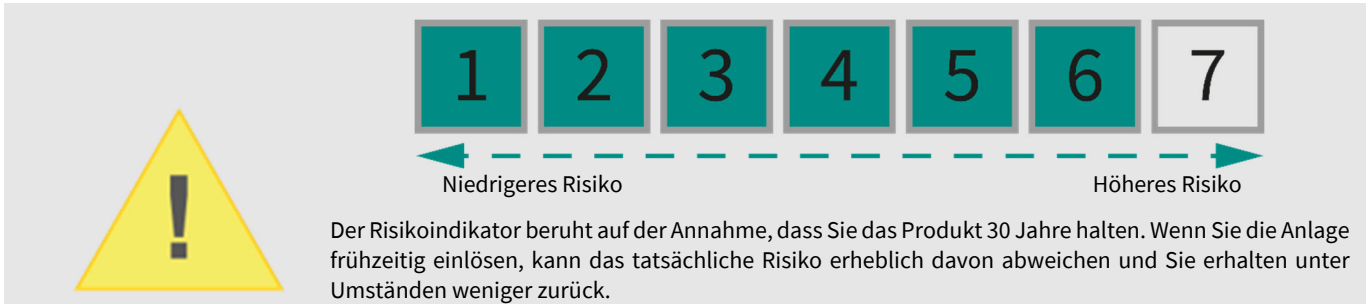 1 2 3 4 5 6 7
Niedrigeres Risiko Höheres Risiko
!
Der Risikoindikator beruht auf der Annahme, dass Sie das Produkt 30 Jahre halten. Wenn Sie die Anlage
frühzeitig einlösen, kann das tatsächliche Risiko erheblich davon abweichen und Sie erhalten unter
Umständen weniger zurück.